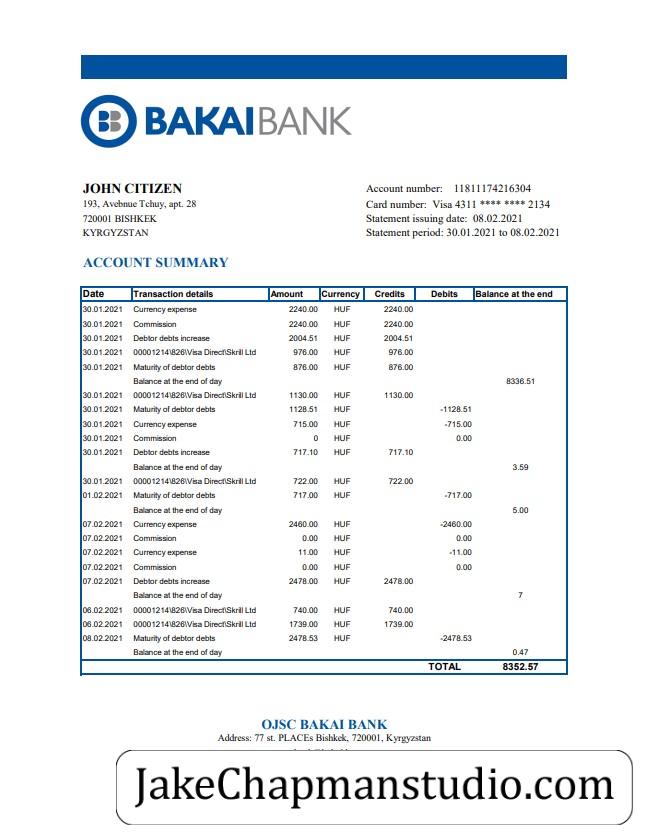 BAKAI BANK
JOHN CITIZEN
193, Avebnue Tchuy, apt. 28
720001 BISHKEK
KYRGYZSTAN
Account number: 11811174216304
Card number: Visa 4311 **** **** 2134
Statement issuing date: 08.02.2021
Statement period: 30.01.2021 to 08.02.2021
ACCOUNT SUMMARY
Date Transaction details Amount Currency Credits Debits Balance at the end
30.01.2021 Currency expense 2240.00 HUF 2240.00
30.01.2021 Commission 2240.00 HUF 2240.00
30.01.2021 Debtor debts increase 2004.51 HUF 2004.51
30.01.2021 00001214\826\Visa Direct\Skrill Ltd 976.00 HUF 976.00
30.01.2021 Maturity of debtor debts 876.00 HUF 876.00
Balance at the end of day 8336.51
30.01.2021 00001214\826\Visa Direct\Skrill Ltd 1130.00 HUF 1130.00
30.01.2021 Maturity of debtor debts 1128.51 HUF -1128.51
30.01.2021 Currency expense 715.00 HUF -715.00
30.01.2021 Commission 0 HUF 0.00
30.01.2021 Debtor debts increase 717.10 HUF 717.10
Balance at the end of day 3.59
30.01.2021 00001214\826\Visa Direct\Skrill Ltd 722.00 HUF 722.00
01.02.2021 Maturity of debtor debts 717.00 HUF -717.00
Balance at the end of day 5.00
07.02.2021 Currency expense 2460.00 HUF -2460.00
07.02.2021 Commission 0.00 HUF 0.00
07.02.2021 Currency expense 11.00 HUF -11.00
07.02.2021 Commission 0.00 HUF 0.00
07.02.2021 Debtor debts increase 2478.00 HUF 2478.00
Balance at the end of day 7
06.02.2021 00001214\826\Visa Direct\Skrill Ltd 740.00 HUF 740.00
06.02.2021 00001214\826\Visa Direct\Skrill Ltd 1739.00 HUF 1739.00
08.02.2021 Maturity of debtor debts 2478.53 HUF -2478.53
Balance at the end of day 0.47
TOTAL 8352.57
OJSC BAKAI BANK
Address: 77 st. PLACEs Bishkek, 720001, Kyrgyzstan
JakeChapmanstudio.com